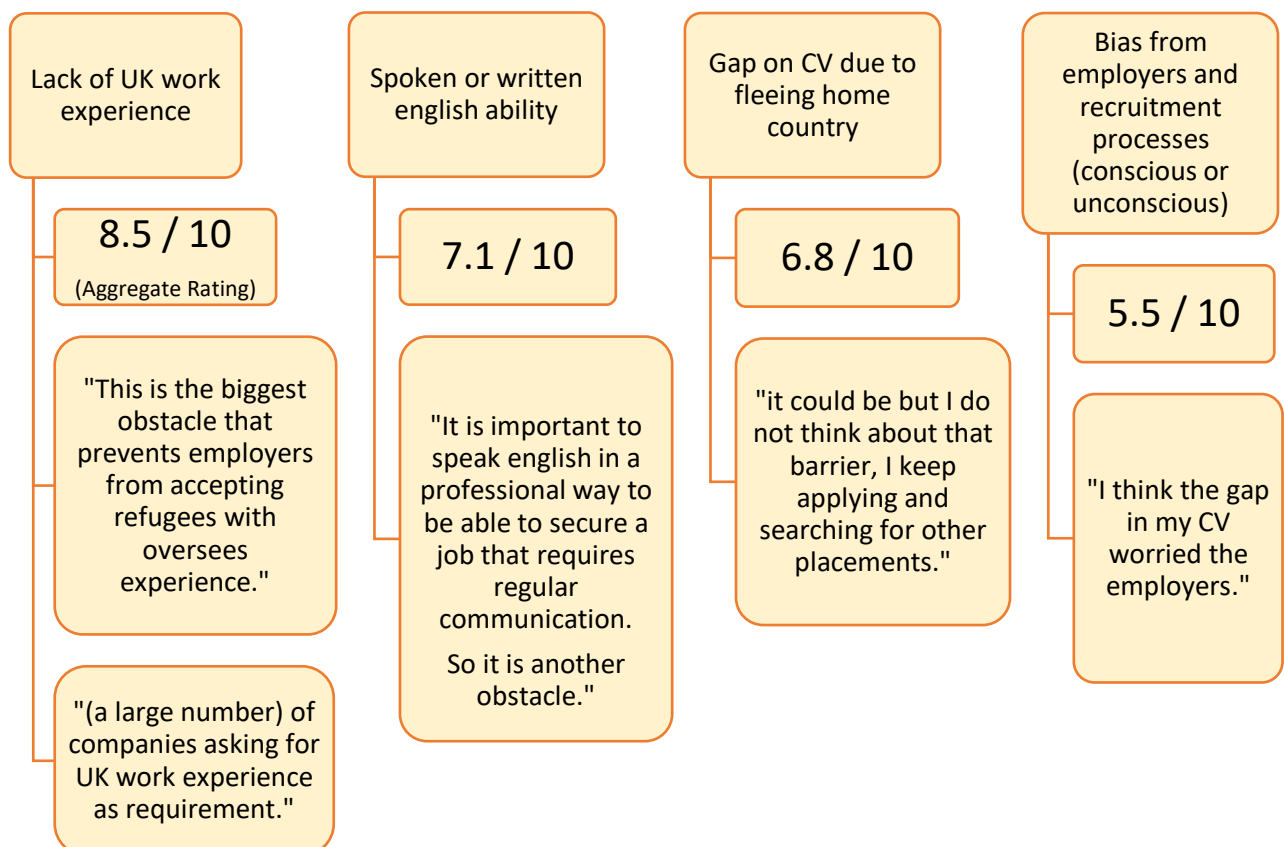 Lack of UK work
experience
8.5 / 10
(Aggregate Rating)
"This is the biggest
obstacle that
prevents employers
from accepting
refugees with
oversees
experience."
"(a large number) of
companies asking for
UK work experience
as requirement."
Spoken or written
english ability
7.1 / 10
"It is important to
speak english in a
professional way to
be able to secure a
job that requires
regular
communication.
So it is another
obstacle."
Gap on CV due to
fleeing home
country
6.8 / 10
"it could be but I do
not think about that
barrier, I keep
applying and
searching for other
placements."
Bias from
employers and
recruitment
processes
(conscious or
unconscious)
5.5 / 10
"I think the gap
in my CV
worried the
employers."